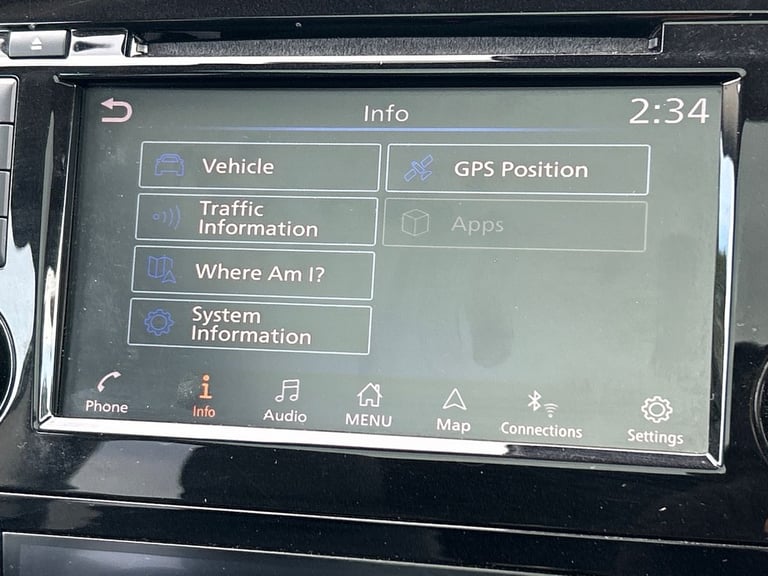 Info
2:34
Vehicle
GPS Position
Traffic
Information
Apps
Where Am I?
System
Information
Phone
Info
Audio
MENU
Map
Connections
Settings